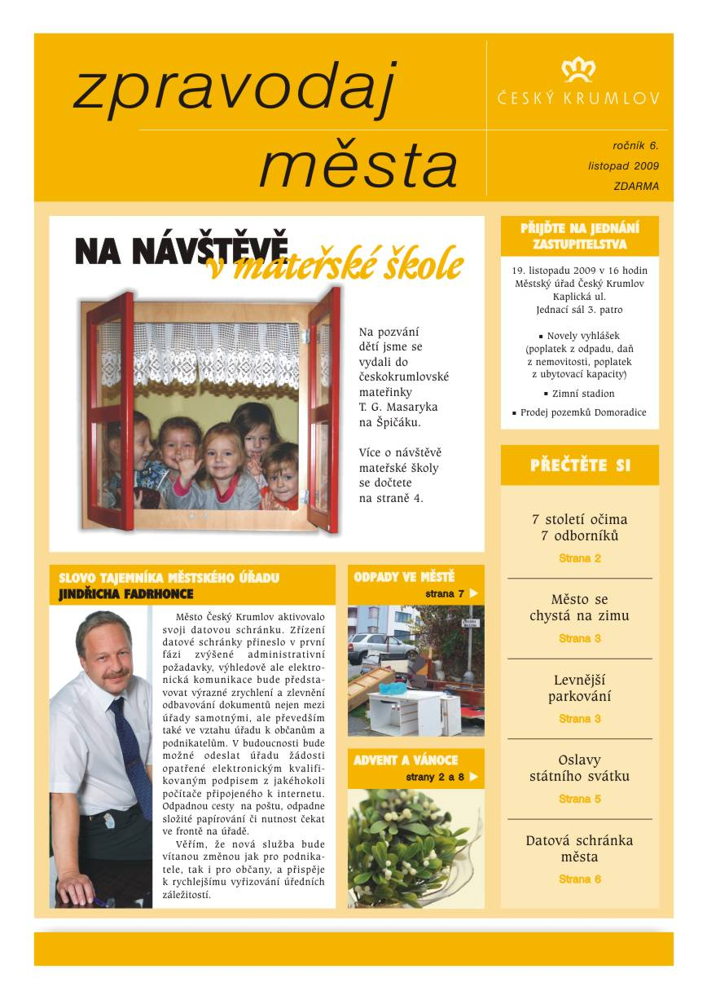 zpravodaj
města
ČESKÝ KRUMLOV
ročník 6.
listopad 2009
ZDARMA
NA NÁVŠTĚVĚ
v mateřské škole
Na pozvání
dětí jsme se
vydali do
českokrumlovské
mateřinky
T. G. Masaryka
na Špičáku.
Více o návštěvě
mateřské školy
se dočtete
na straně 4.
PŘIJĎTE NA JEDNÁNÍ
ZASTUPITELSTVA
19. listopadu 2009 v 16 hodin
Městský úřad Český Krumlov
Kaplická ul.
Jednací sál 3. patro
▪ Novely vyhlášek
(poplatek z odpadu, daň
z nemovitosti, poplatek
z ubytovací kapacity)
▪ Zimní stadion
▪ Prodej pozemků Domoradice
PŘEČTĚTE SI
7 století očima
7 odborníků
Strana 2
Město se
chystá na zimu
Strana 3
Levnější
parkování
Strana 3
Oslavy
státního svátku
Strana 5
Datová schránka
města
Strana 6
SLOVO TAJEMNÍKA MĚSTSKÉHO ÚŘADU
JINDŘICHA FADRHONCE
Město Český Krumlov aktivovalo
svoji datovou schránku. Zřízení
datové schránky přineslo v první
fázi zvýšené administrativní
požadavky, výhledově ale elektro-
nická komunikace bude předsta-
vovat výrazné zrychlení a zlevnění
odbavování dokumentů nejen mezi
úřady samotnými, ale převedším
také ve vztahu úřadu k občanům a
podnikatelům. V budoucnosti bude
možné odeslat úřadu žádosti
opatřené elektronickým kvalifi-
kovaným podpisem z jakéhokoli
počítače připojeného k internetu.
Odpadnou cesty na poštu, odpadne
složité papírování či nutnost čekat
ve frontě na úřadě.
Věřím, že nová služba bude
vítanou změnou jak pro podnika-
tele, tak i pro občany, a přispěje
k rychlejšímu vyřizování úředních
záležitostí.
ODPADY VE MĚSTĚ
strana 7
ADVENT A VÁNOCE
strany 2 a 8